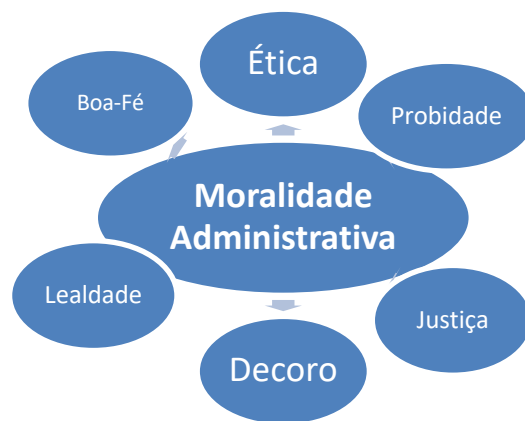 Ética
Boa-Fé
Probidade
Moralidade
Administrativa
Lealdade
Justiça
Decoro